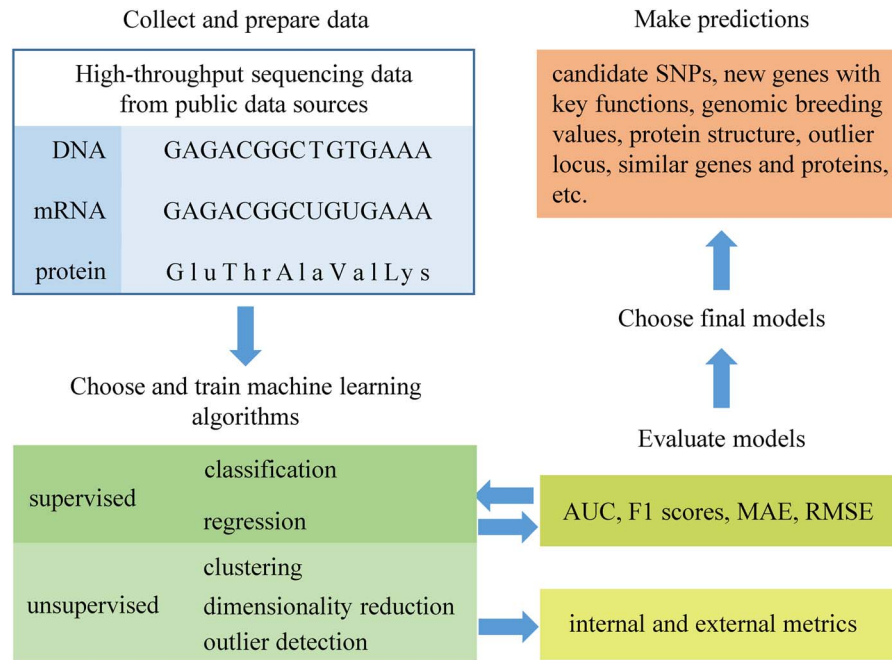 Collect and prepare data
High-throughput sequencing data
from public data sources
DNA GAGACGGCTGTGAAA
mRNA GAGACGGCUGUGAAA
protein GluThrAlaValLys
Choose and train machine learning
algorithms
supervised
classification
regression
unsupervised
clustering
dimensionality reduction
outlier detection
Make predictions
candidate SNPs, new genes with
key functions, genomic breeding
values, protein structure, outlier
locus, similar genes and proteins,
etc.
Choose final models
Evaluate models
AUC, F1 scores, MAE, RMSE
internal and external metrics